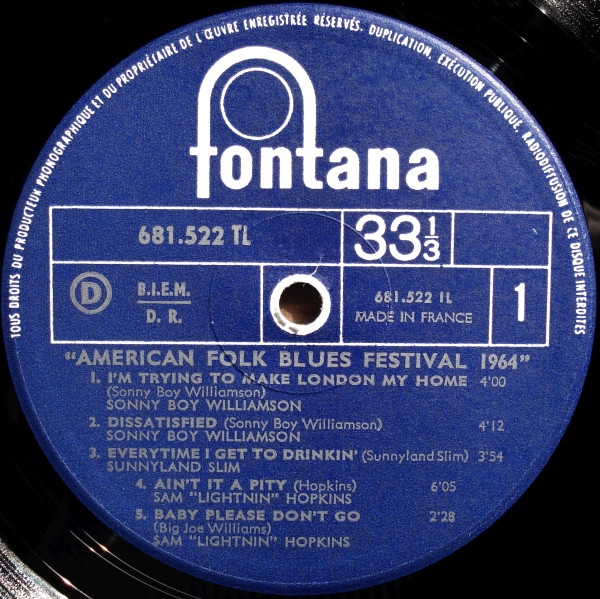 TOUS DROITS DU PRODUCTEUR PHONOGRAPHIQUE ET DU PROPRIÉTAIRE DE L'ŒUVRE ENREGISTRÉE RÉSERVÉS. DUPLICATION, EXÉCUTION PUBLIQUE, RADIODIFFUSION DE CE DISQUE INTERDITES
fontana
681.522 TL
33 1/3
D
B.I.E.M.
D. R.
681.522 1L
MADE IN FRANCE
1
"AMERICAN FOLK BLUES FESTIVAL 1964"
1. I'M TRYING TO MAKE LONDON MY HOME 4'00
(Sonny Boy Williamson)
SONNY BOY WILLIAMSON
2. DISSATISFIED (Sonny Boy Williamson) 4'12
SONNY BOY WILLIAMSON
3. EVERYTIME I GET TO DRINKIN' (Sunnyland Slim) 3'54
SUNNYLAND SLIM
4. AIN'T IT A PITY (Hopkins) 6'05
SAM "LIGHTNIN" HOPKINS
5. BABY PLEASE DON'T GO 2'28
(Big Joe Williams)
SAM "LIGHTNIN" HOPKINS